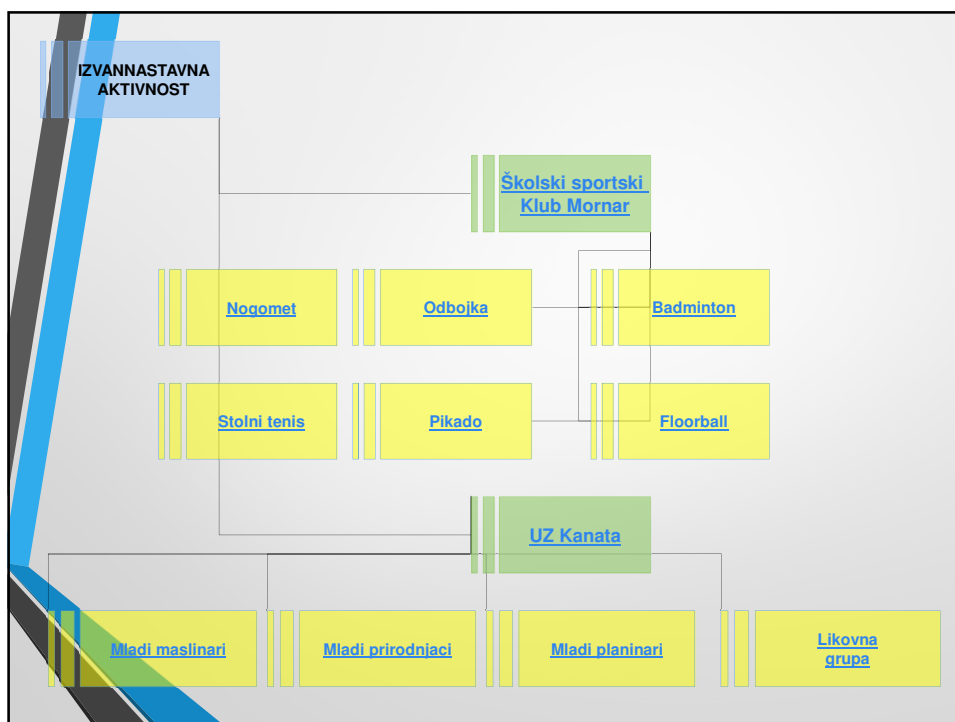 IZVANNASTAVNA
AKTIVNOST
Školski sportski
Klub Mornar
Nogomet
Odbojka
Badminton
Stolni tenis
Pikado
Floorball
UZ Kanata
Mladi maslinari
Mladi prirodnjaci
Mladi planinari
Likovna
grupa